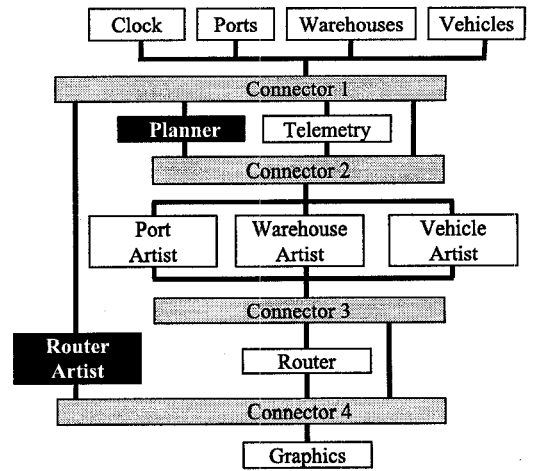 Clock Ports Warehouses Vehicles
Connector 1
Planner Telemetry
Connector 2
Port
Artist
Warehouse
Artist
Vehicle
Artist
Connector 3
Router
Artist
Router
Connector 4
Graphics